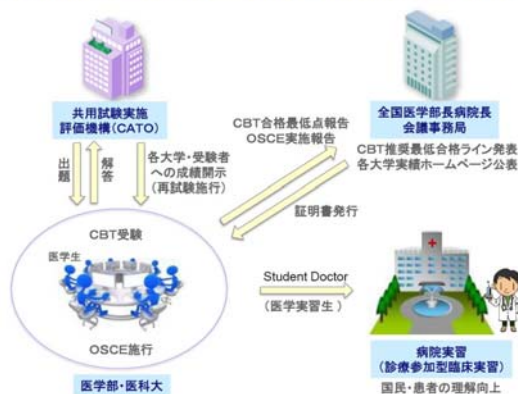 共用試験実施
評価機構(CATO)
全国医学部長病院長
会議事務局
CBT合格最低点報告
OSCE実施報告
CBT推奨最低合格ライン発表
各大学実績ホームページ公表
出題
解答
各大学・受験者
への成績開示
(再試験施行)
証明書発行
CBT受験
医学生
OSCE施行
医学部・医科大
Student Doctor
(医学実習生)
病院実習
(診療参加型臨床実習)
国民・患者の理解向上